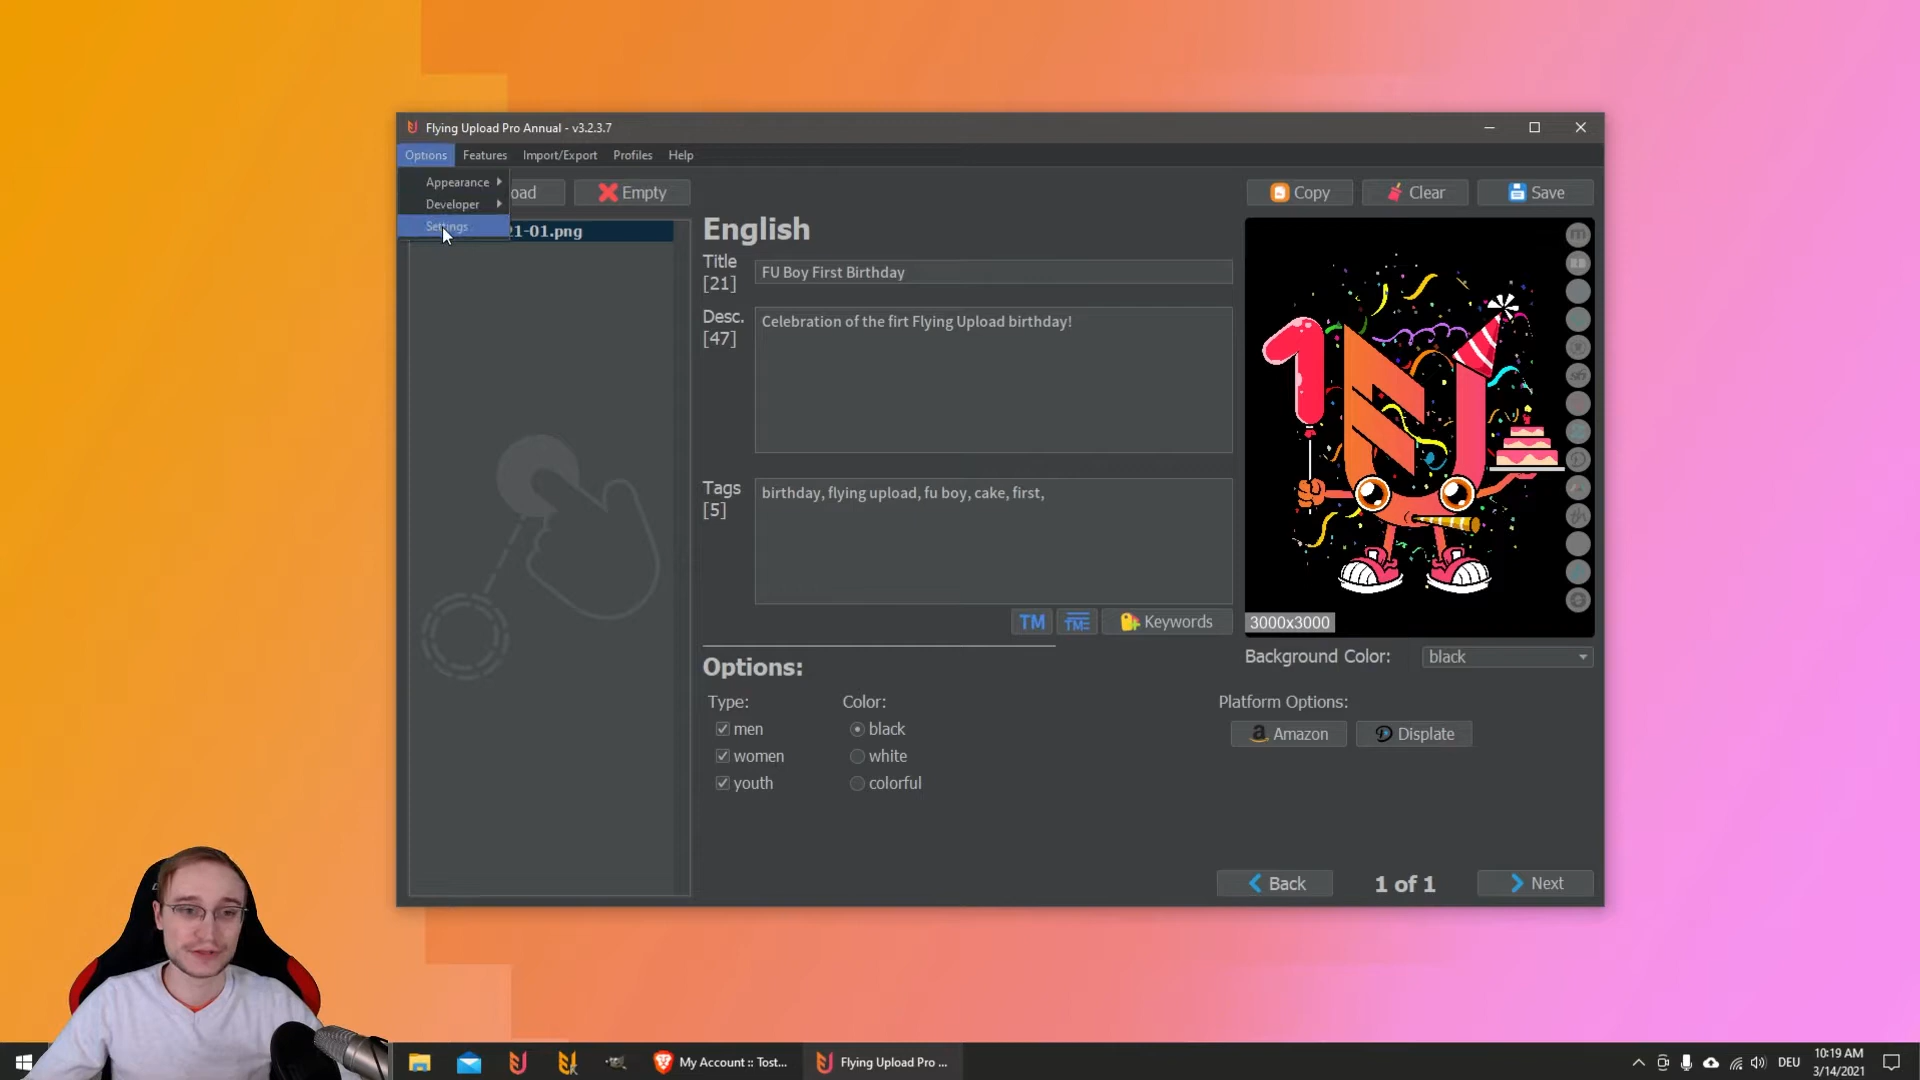 Flying Upload Pro Annual - v3.2.3.7
Options Features Import/Export Profiles Help
Appearance
Developer
Settings
oad
Empty
Copy
Clear
Save
21-01.png
English
Title
[21]
FU Boy First Birthday
Desc.
[47]
Celebration of the firt Flying Upload birthday!
Tags
[5]
birthday, flying upload, fu boy, cake, first,
TM
TM
Keywords
3000x3000
Background Color:
black
Options:
Type:
Color:
Platform Options:
men
black
Amazon
Displate
women
white
youth
colorful
Back
1 of 1
Next
My Account :: Tost...
Flying Upload Pro ...
DEU
10:19 AM
3/14/2021